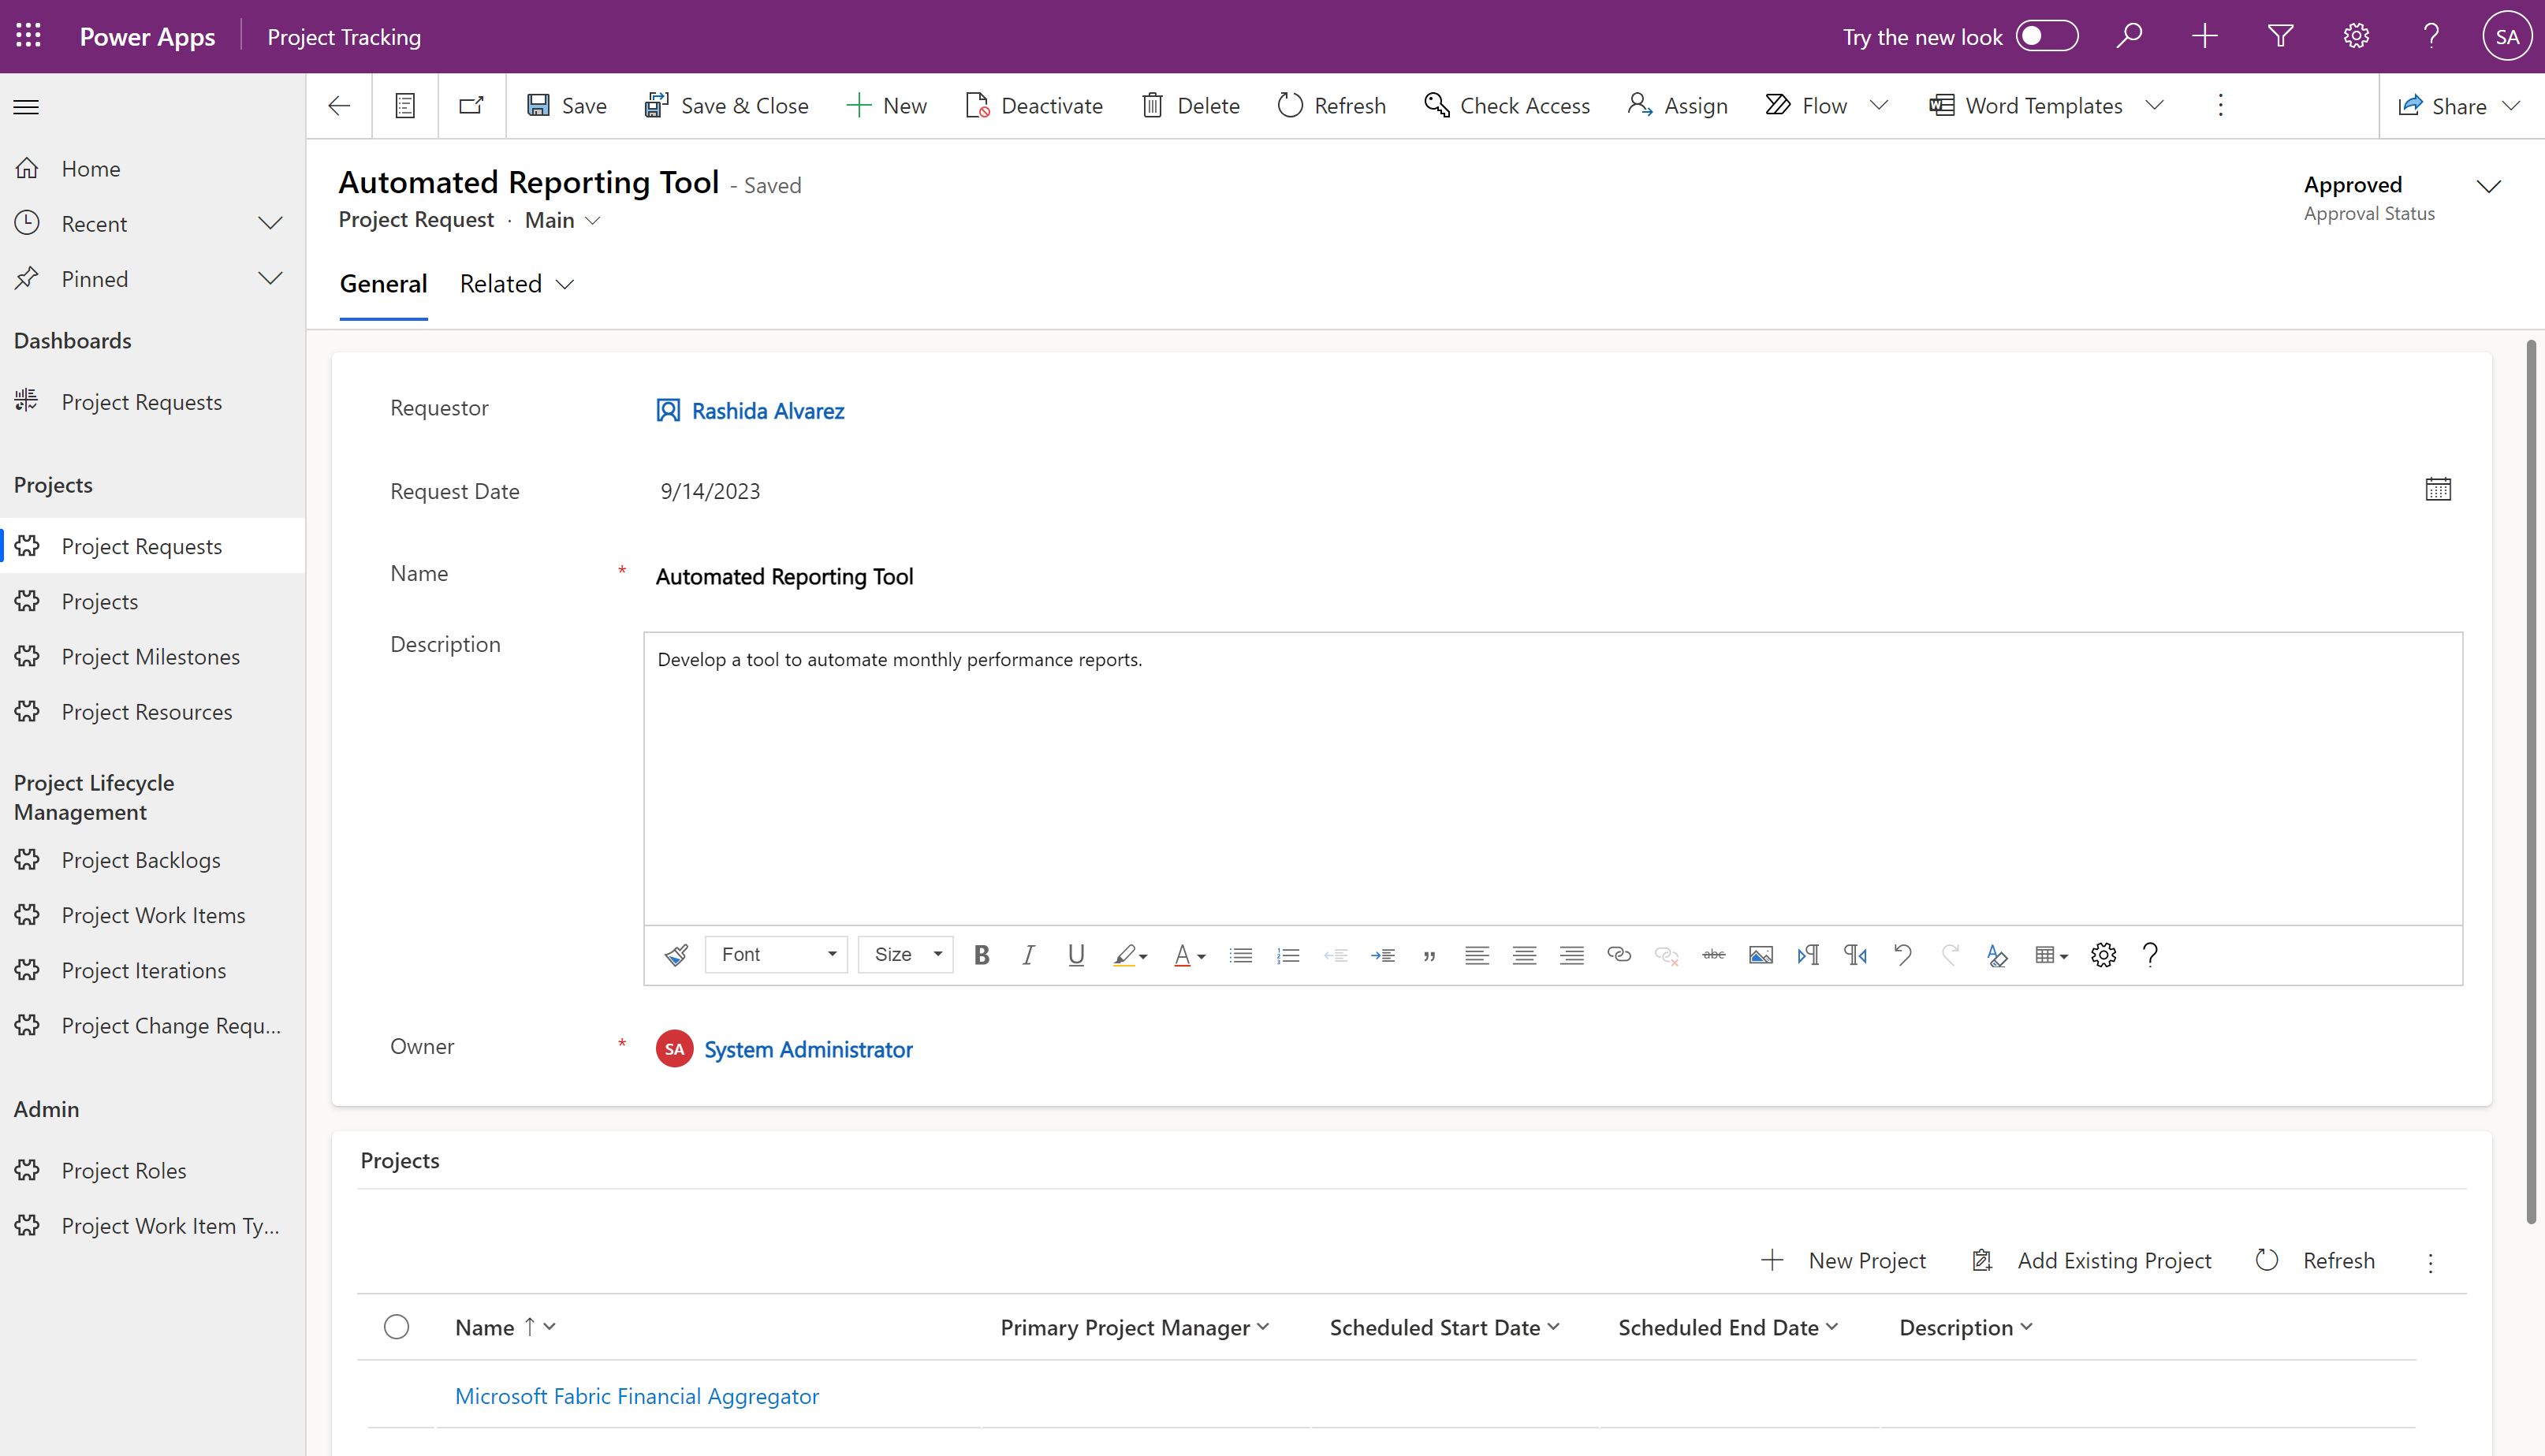 Power Apps
Project Tracking
Try the new look
SA
Save
Save & Close
New
Deactivate
Delete
Refresh
Check Access
Assign
Flow
Word Templates
Share
Home
Recent
Pinned
Dashboards
Project Requests
Projects
Project Requests
Projects
Project Milestones
Project Resources
Project Lifecycle
Management
Project Backlogs
Project Work Items
Project Iterations
Project Change Requ...
Admin
Project Roles
Project Work Item Ty...
Automated Reporting Tool - Saved
Project Request · Main
Approved
Approval Status
General
Related
Requestor
Rashida Alvarez
Request Date
9/14/2023
Name *
Automated Reporting Tool
Description
Develop a tool to automate monthly performance reports.
Font
Size
B I U A abc ?
Owner *
SA System Administrator
Projects
New Project
Add Existing Project
Refresh
Name ↑
Primary Project Manager
Scheduled Start Date
Scheduled End Date
Description
Microsoft Fabric Financial Aggregator